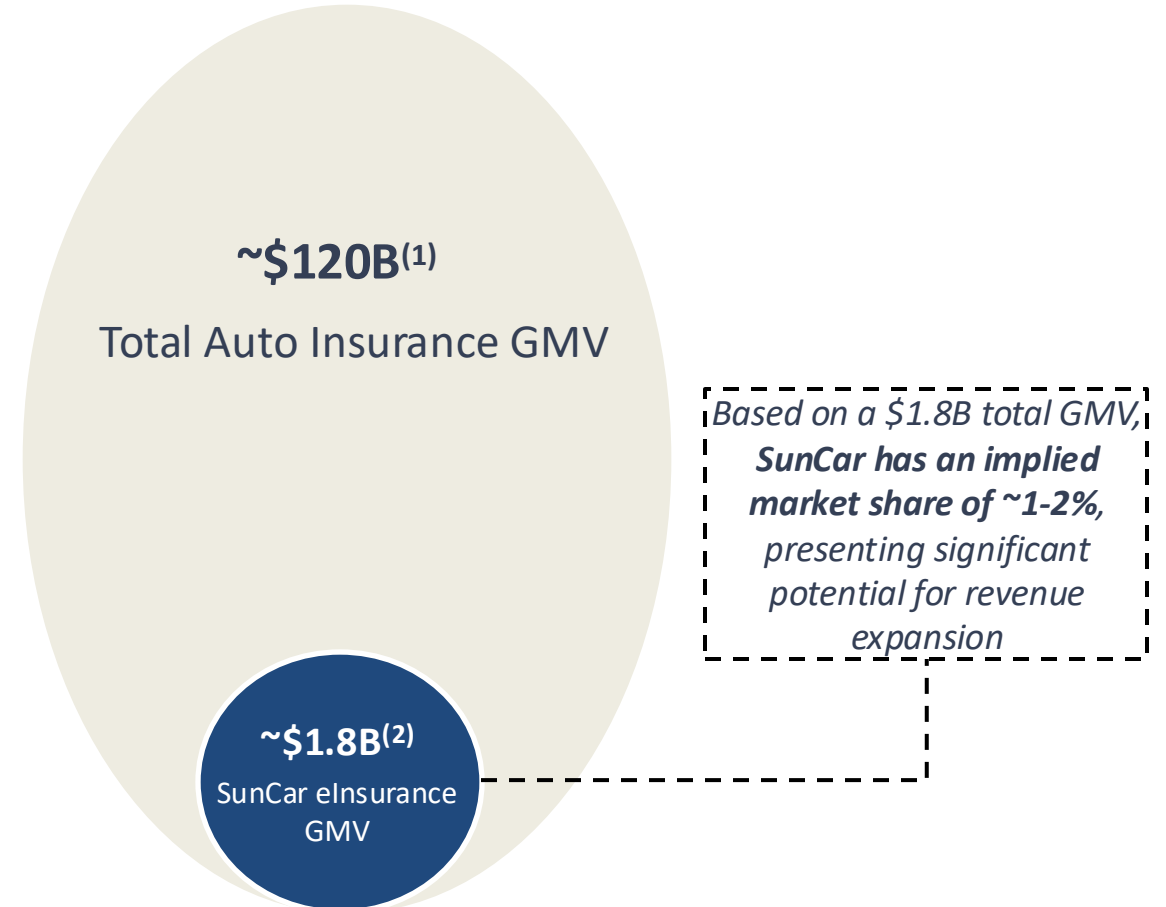 ~$120B(1)
Total Auto Insurance GMV
Based on a $1.8B total GMV,
SunCar has an implied
market share of ~1-2%,
presenting significant
potential for revenue
expansion
~$1.8B(2)
SunCar eInsurance
GMV